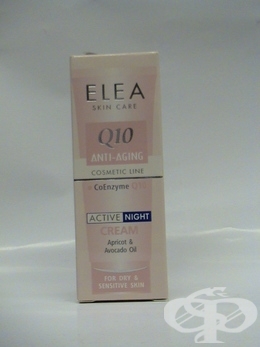 ELEA
SKIN CARE
Q10
ANTI-AGING
COSMETIC LINE
CoEnzyme Q10
ACTIVE NIGHT
CREAM
Apricot &
Avocado Oil
FOR DRY &
SENSITIVE SKIN